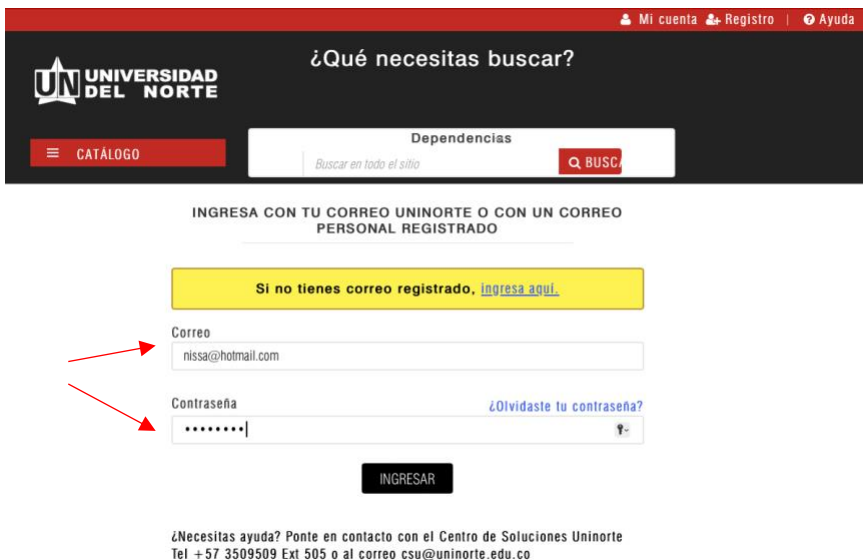 Mi cuenta Registro | Ayuda
¿Qué necesitas buscar?
UN UNIVERSIDAD
DEL NORTE
Dependencias
CATÁLOGO
Buscar en todo el sitio
BUSCA
INGRESA CON TU CORREO UNINORTE O CON UN CORREO
PERSONAL REGISTRADO
Si no tienes correo registrado, ingresa aquí.
Correo
nissa@hotmail.com
Contraseña ¿Olvidaste tu contraseña?
••••••••
INGRESAR
¿Necesitas ayuda? Ponte en contacto con el Centro de Soluciones Uninorte
Tel +57 3509509 Ext 505 o al correo csu@uninorte.edu.co